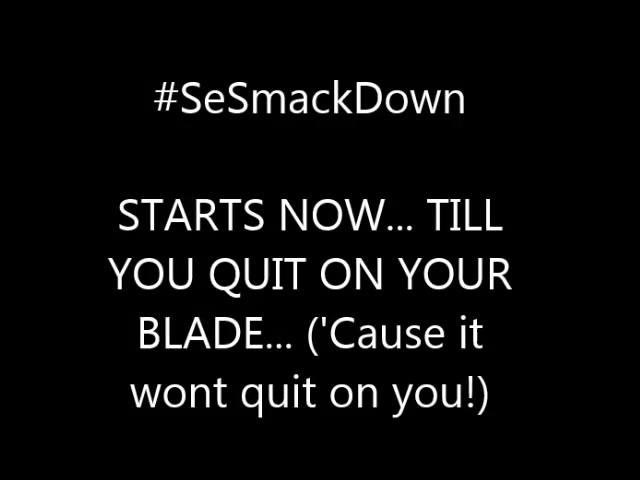 #SeSmackDown
STARTS NOW... TILL
YOU QUIT ON YOUR
BLADE... ('Cause it
wont quit on you!)